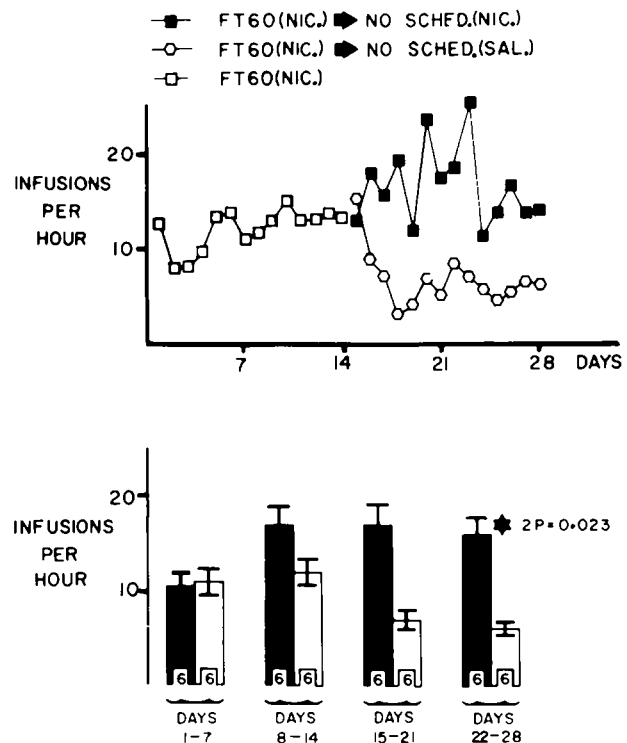 FT60(NIC.) NO SCHED.(NIC.)
FT60(NIC.) NO SCHED.(SAL.)
FT60(NIC.)
20
INFUSIONS
PER
HOUR
10
7 14 21 28 DAYS
20
INFUSIONS
PER
HOUR
10
2P=0.023
6 6 6 6 6 6 6 6
DAYS DAYS DAYS DAYS
1-7 8-14 15-21 22-28